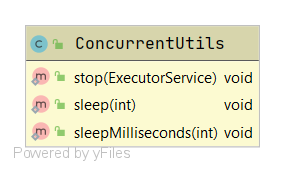 C ConcurrentUtils
m stop(ExecutorService) void
m sleep(int) void
m sleepMilliseconds(int) void
Powered by yFiles